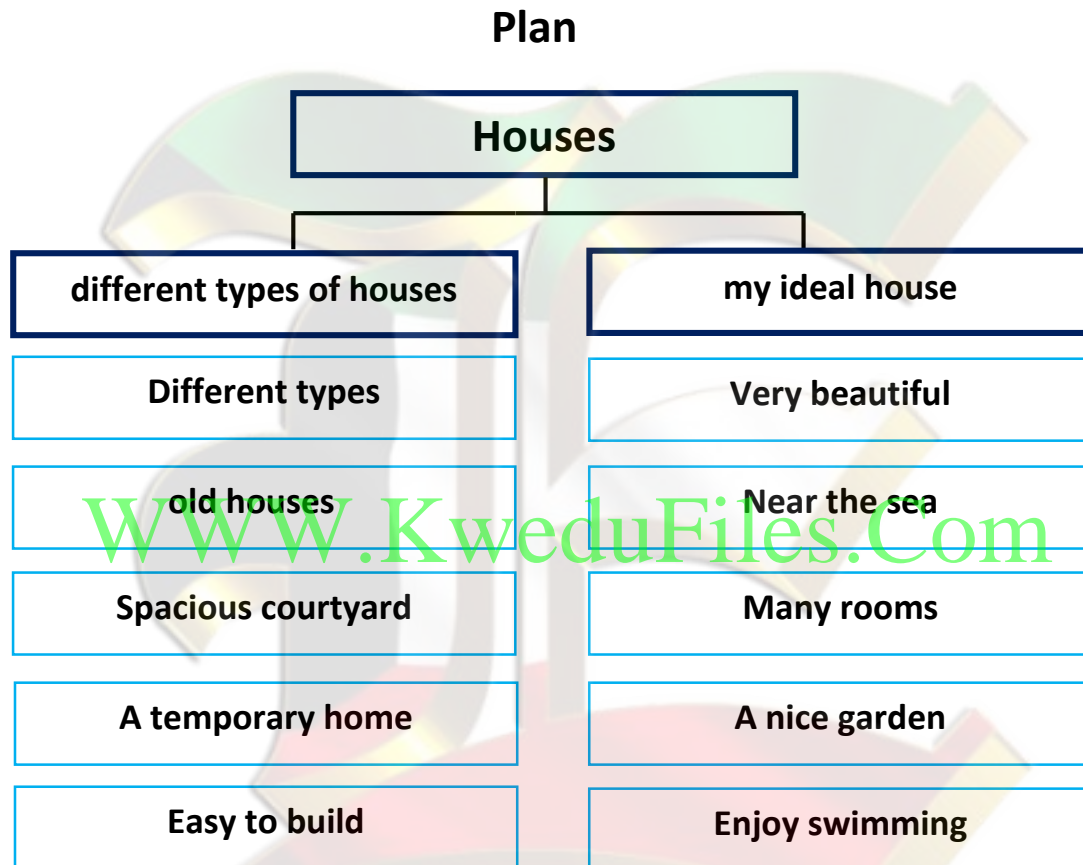 Plan
Houses
different types of houses
my ideal house
Different types
Very beautiful
old houses
Near the sea
WWW.KweduFiles.Com
Spacious courtyard
Many rooms
A temporary home
A nice garden
Easy to build
Enjoy swimming